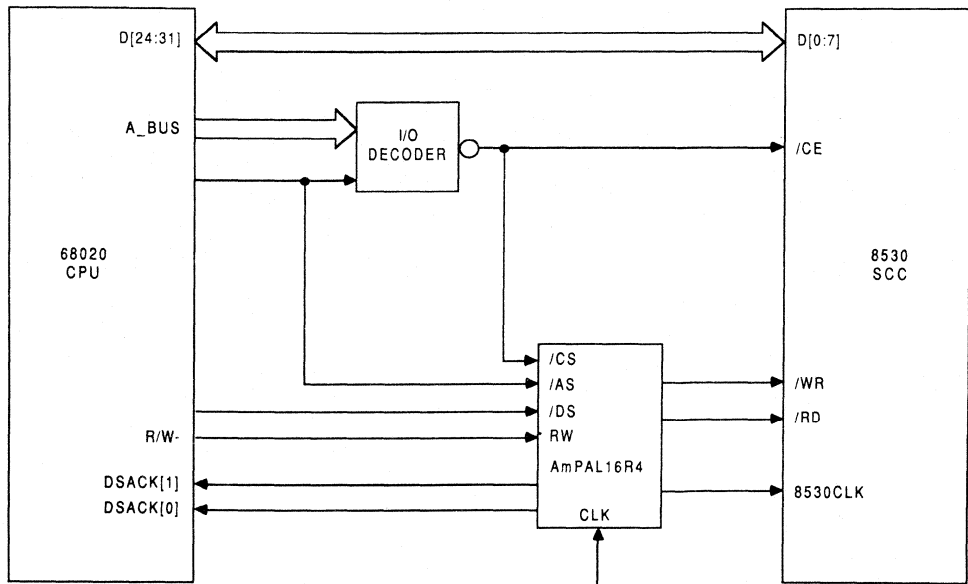 D[24:31]
D[0:7]
A_BUS
I/O
DECODER
/CE
68020
CPU
8530
SCC
/CS
/AS
/WR
/DS
/RD
R/W-
RW
AmPAL16R4
DSACK[1]
8530CLK
DSACK[0]
CLK